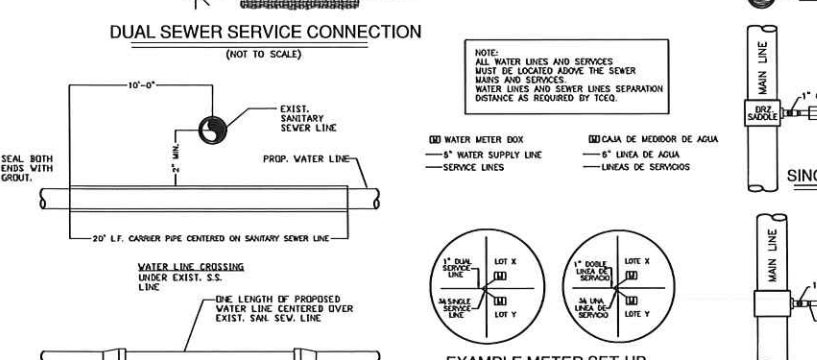 DUAL SEWER SERVICE CONNECTION
(NOT TO SCALE)
10'-0"
EXIST.
SANITARY
SEWER LINE
2" MIN.
SEAL BOTH
ENDS WITH
GROUT.
PROP. WATER LINE
20' L.F. CARRIER PIPE CENTERED ON SANITARY SEWER LINE
WATER LINE CROSSING
UNDER EXIST. S.S.
LINE
ONE LENGTH OF PROPOSED
WATER LINE CENTERED OVER
EXIST. SAN. SEW. LINE
NOTE:
ALL WATER LINES AND SERVICES
MUST BE LOCATED ABOVE THE SEWER
MAINS AND SERVICES.
WATER LINES AND SEWER LINES SEPARATION
DISTANCE AS REQUIRED BY TCEQ.
M WATER METER BOX
6" WATER SUPPLY LINE
SERVICE LINES
M CAJA DE MEDIDOR DE AGUA
6" LINEA DE AGUA
LINEAS DE SERVICIOS
1" DUAL
SERVICE
LINE
LOT X
M
3/4 SINGLE
SERVICE
LINE
M
LOT Y
1" DOBLE
LINEA DE
SERVICIO
LOTE X
M
3/4 UNA
LINEA DE
SERVICIO
M
LOTE Y
EXAMPLE METER SET UP
MAIN LINE
BRZ.
SADDLE
1"
SING
MAIN LINE
1"